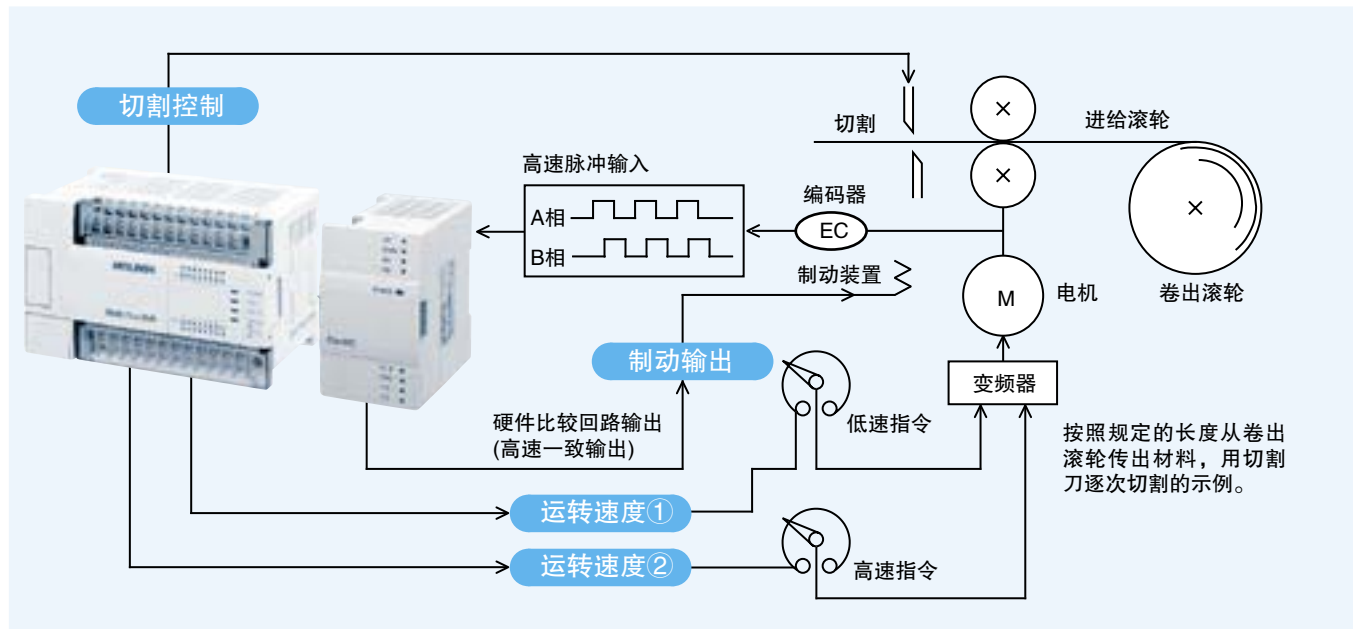 切割控制
切割
进给滚轮
高速脉冲输入
A相
B相
编码器
EC
制动装置
M
电机
卷出滚轮
MITSUBISHI
制动输出
变频器
硬件比较回路输出
(高速一致输出)
低速指令
按照规定的长度从卷出
滚轮传出材料，用切割
刀逐次切割的示例。
运转速度①
运转速度②
高速指令